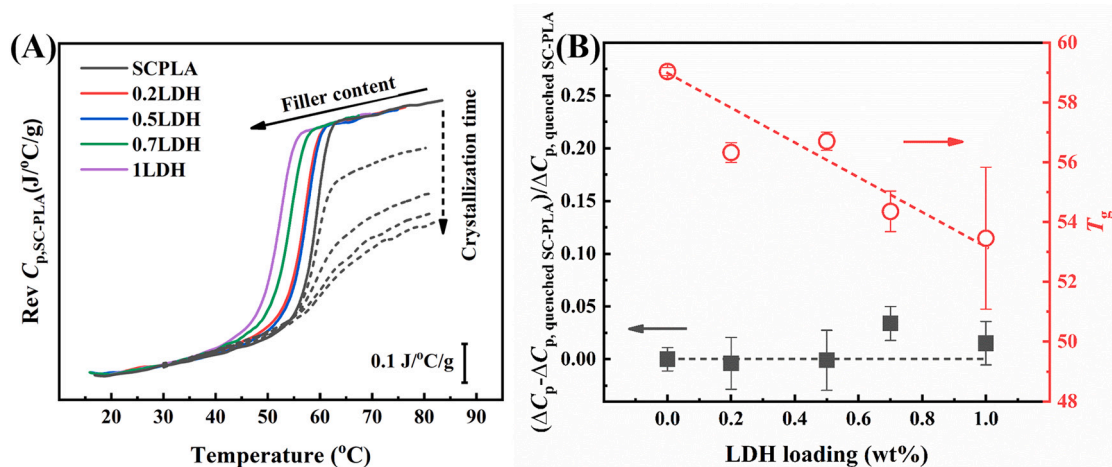 (A)
SCPLA
0.2LDH
0.5LDH
0.7LDH
1LDH
Filler content
Crystallization time
0.1 J/°C/g
Rev Cp,SC-PLA(J/°C/g)
20 30 40 50 60 70 80 90
Temperature (°C)
(B)
(ΔCp-ΔCp, quenched SC-PLA)/ΔCp, quenched SC-PLA
0.25
0.20
0.15
0.10
0.05
0.00
60
58
56
54
52
50
48
Tg
0.0 0.2 0.4 0.6 0.8 1.0
LDH loading (wt%)